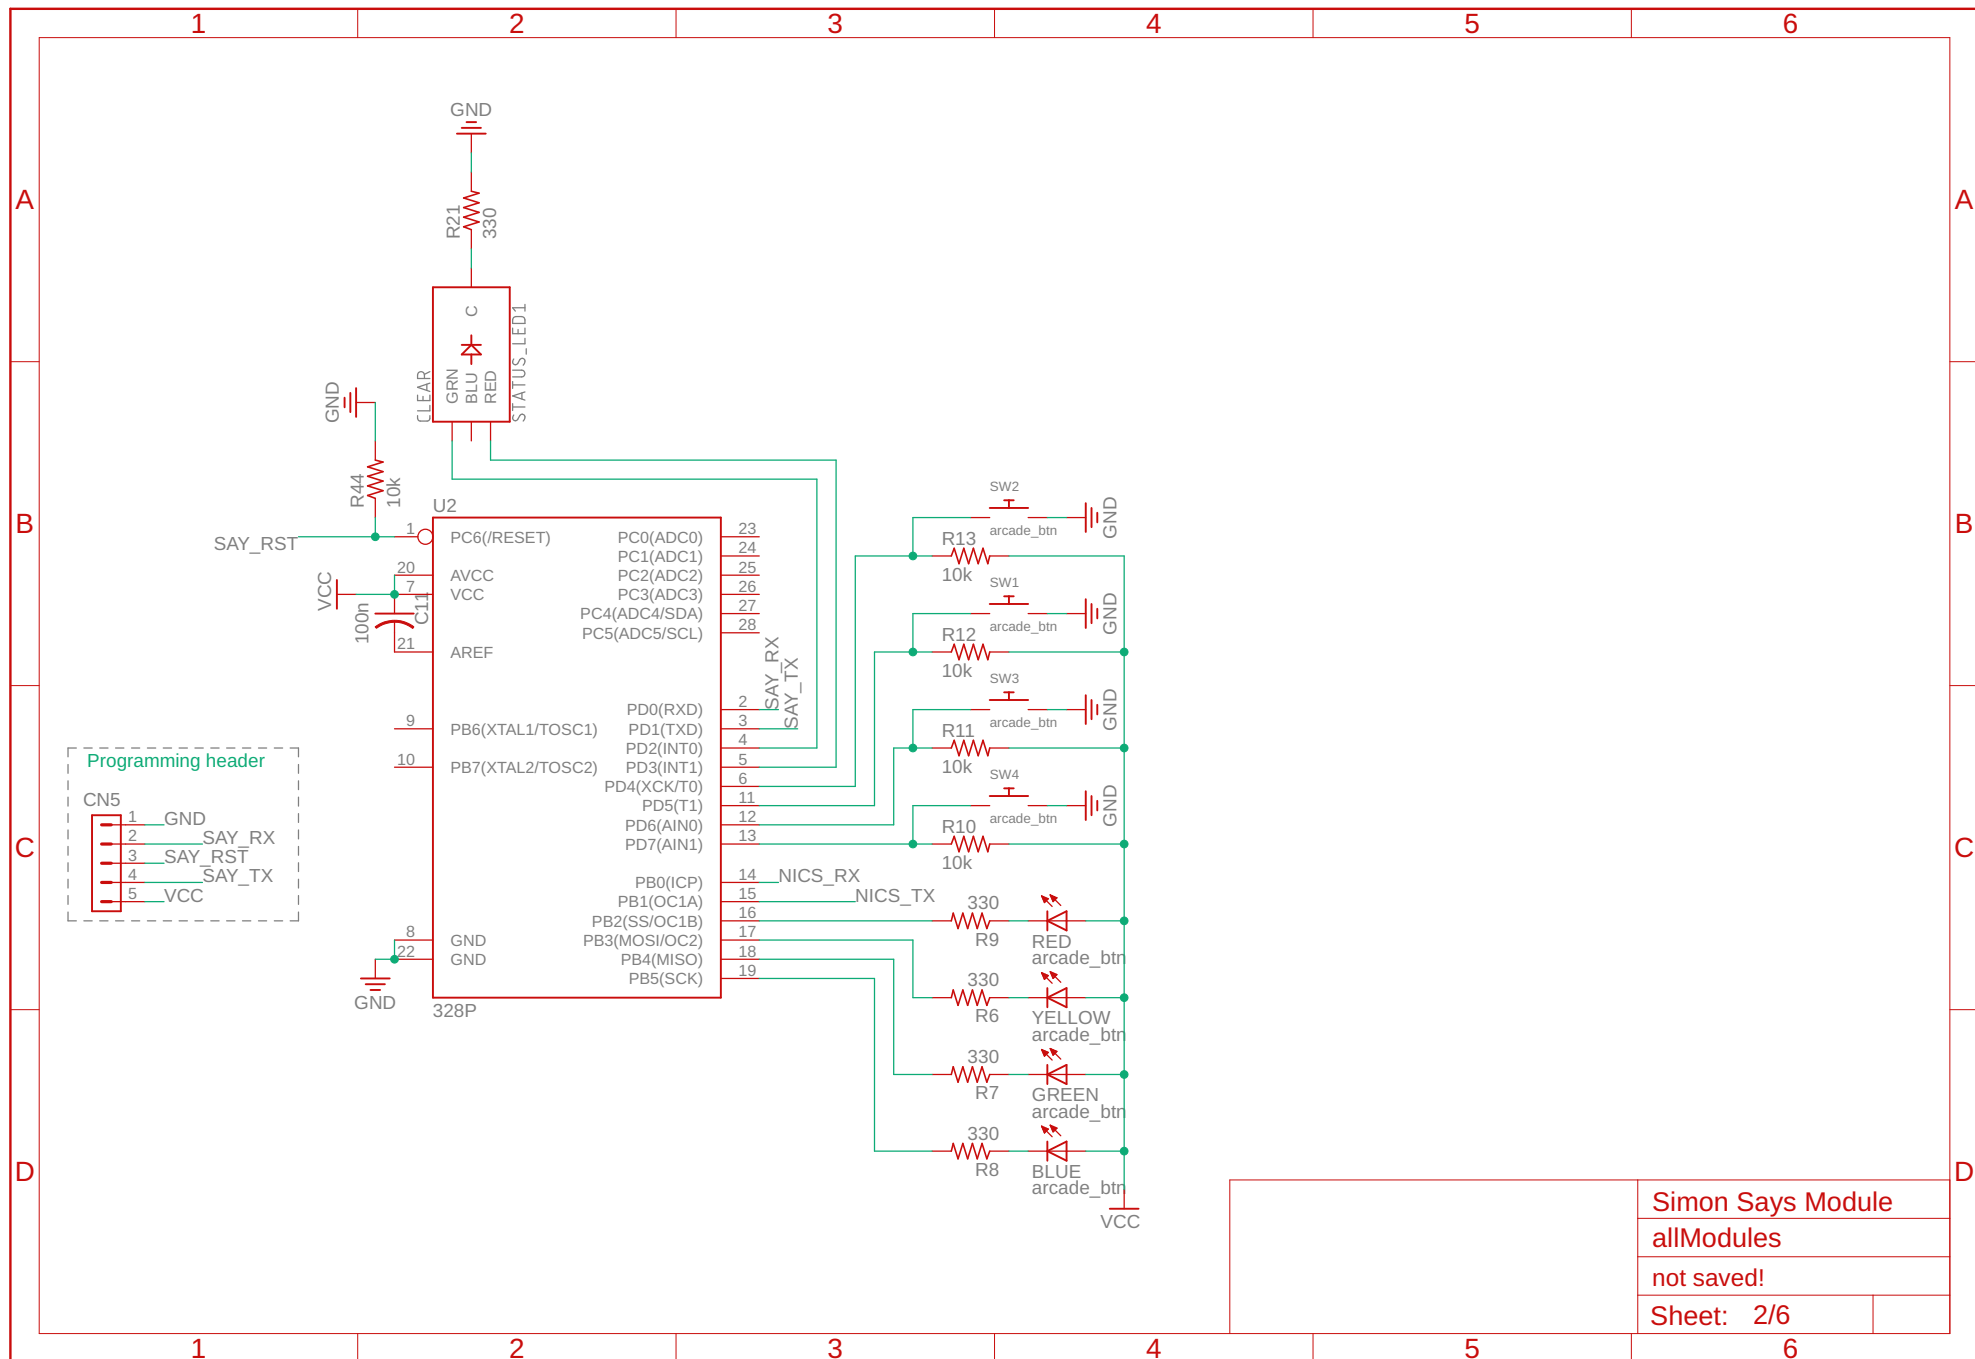 1 2 3 4 5 6
A A
B B
C C
D D
GND
R21
330
C
GRN
BLU
RED
CLEAR
STATUS_LED1
GND
R44
10k
SAY_RST
U2
1 PC6(/RESET)
20 AVCC
7 VCC
21 AREF
9 PB6(XTAL1/TOSC1)
10 PB7(XTAL2/TOSC2)
8 GND
22 GND
VCC
100n
C11
GND
328P
PC0(ADC0) 23
PC1(ADC1) 24
PC2(ADC2) 25
PC3(ADC3) 26
PC4(ADC4/SDA) 27
PC5(ADC5/SCL) 28
PD0(RXD) 2 SAY_RX
PD1(TXD) 3 SAY_TX
PD2(INT0) 4
PD3(INT1) 5
PD4(XCK/T0) 6
PD5(T1) 11
PD6(AIN0) 12
PD7(AIN1) 13
PB0(ICP) 14 NICS_RX
PB1(OC1A) 15 NICS_TX
PB2(SS/OC1B) 16
PB3(MOSI/OC2) 17
PB4(MISO) 18
PB5(SCK) 19
SW2
arcade_btn
GND
R13
10k
SW1
arcade_btn
GND
R12
10k
SW3
arcade_btn
GND
R11
10k
SW4
arcade_btn
GND
R10
10k
330
R9
RED
arcade_btn
330
R6
YELLOW
arcade_btn
330
R7
GREEN
arcade_btn
330
R8
BLUE
arcade_btn
VCC
Programming header
CN5
1 GND
2 SAY_RX
3 SAY_RST
4 SAY_TX
5 VCC
Simon Says Module
allModules
not saved!
Sheet: 2/6
1 2 3 4 5 6